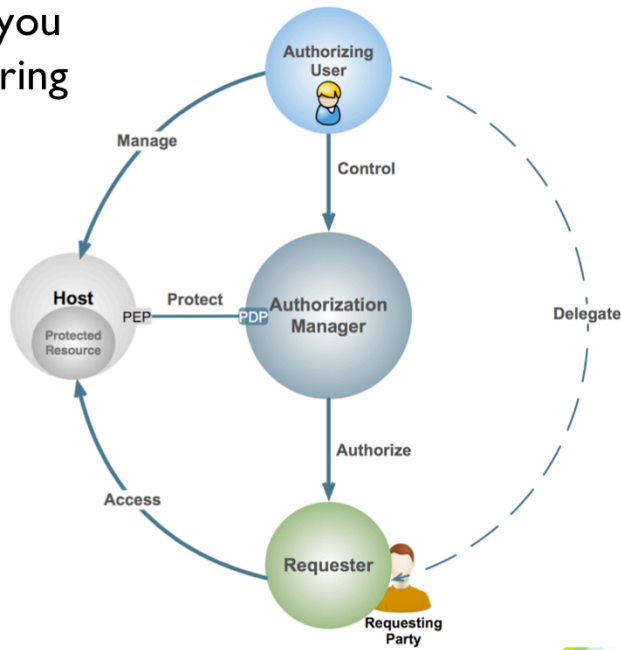 you
ring
Authorizing
User
Manage
Control
Host
Protected
Resource
PEP
Protect
PDP
Authorization
Manager
Delegate
Authorize
Access
Requester
Requesting
Party